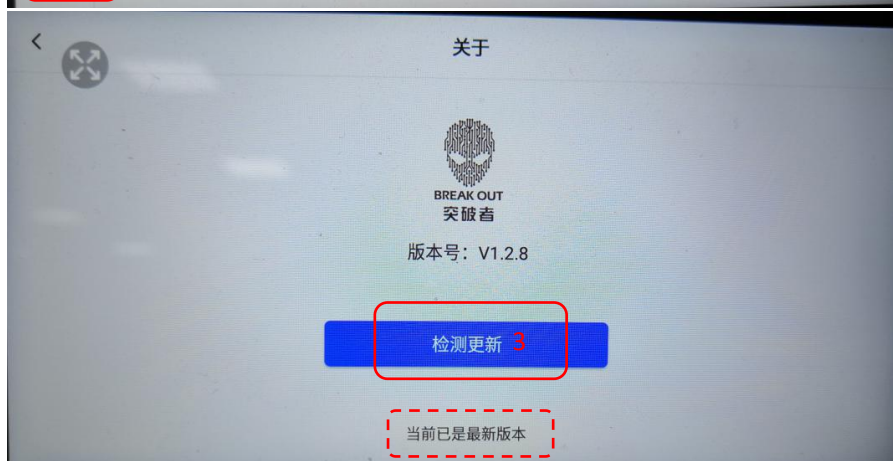 关于
BREAK OUT
突破者
版本号：V1.2.8
检测更新 3
当前已是最新版本